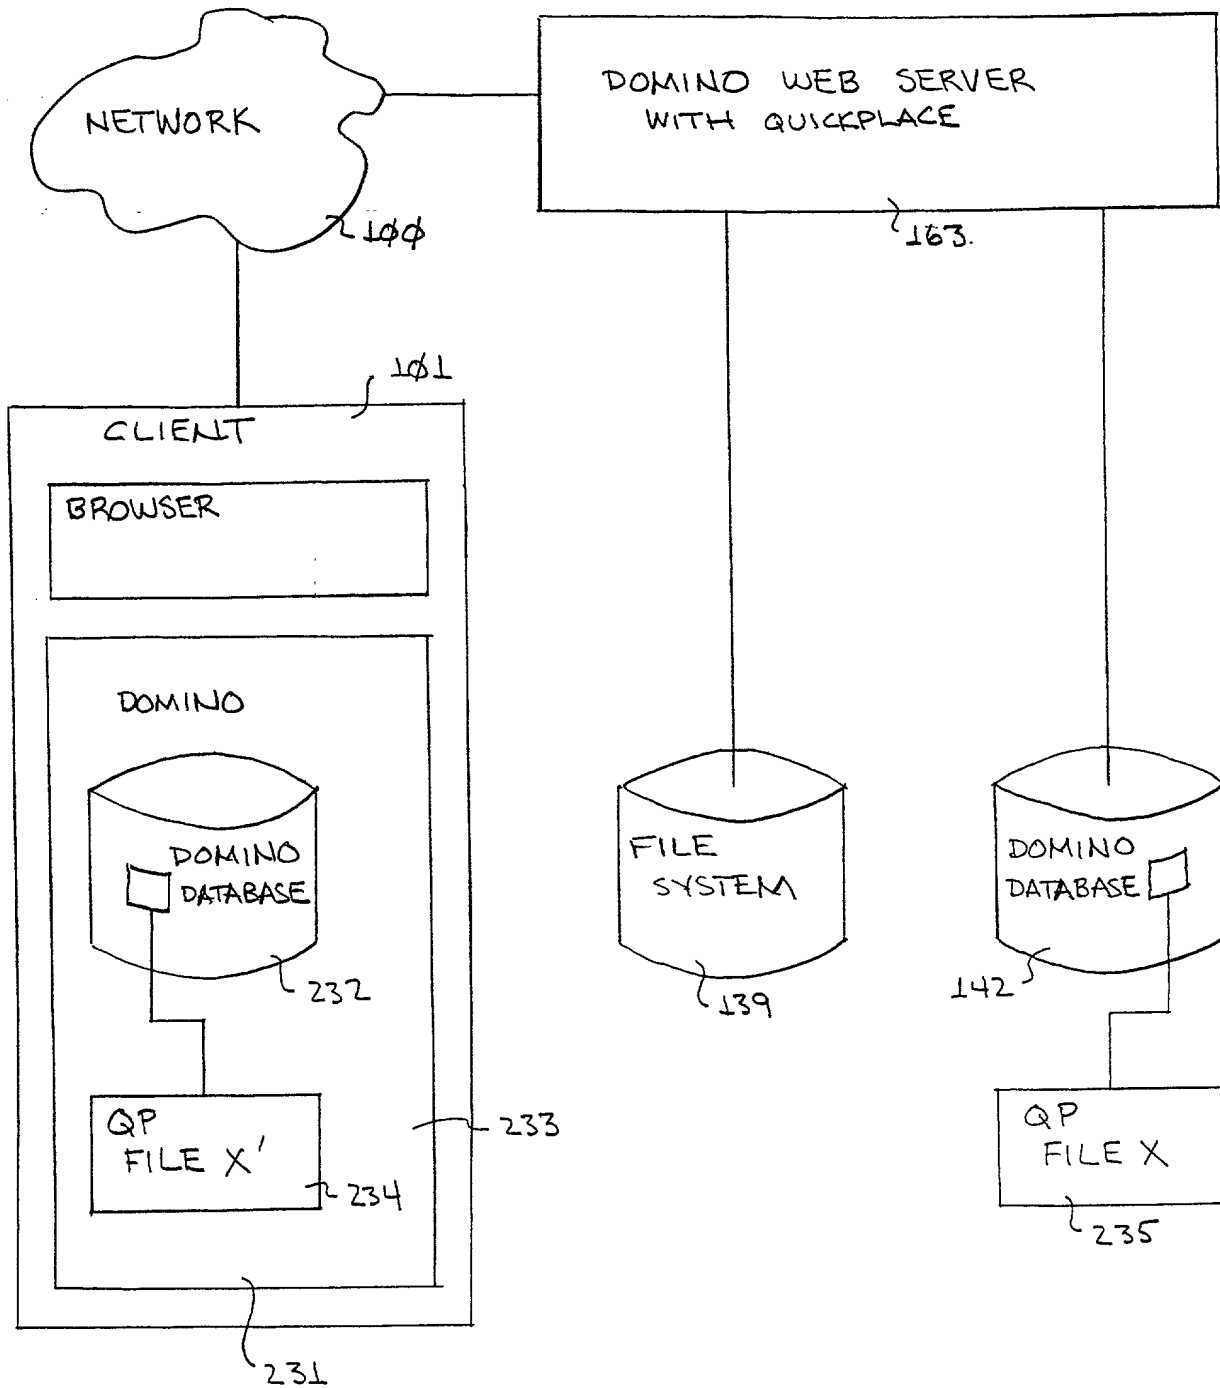 NETWORK
100
DOMINO WEB SERVER
WITH QUICKPLACE
163.
101
CLIENT
BROWSER
DOMINO
DOMINO
DATABASE
232
QP
FILE X'
234
233
231
FILE
SYSTEM
139
DOMINO
DATABASE
142
QP
FILE X
235